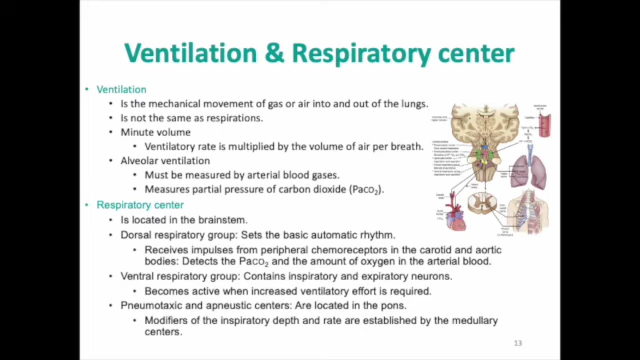 Ventilation & Respiratory center
• Ventilation
• Is the mechanical movement of gas or air into and out of the lungs.
• Is not the same as respirations.
• Minute volume
• Ventilatory rate is multiplied by the volume of air per breath.
• Alveolar ventilation
• Must be measured by arterial blood gases.
• Measures partial pressure of carbon dioxide (Paco2).
• Respiratory center
• Is located in the brainstem.
• Dorsal respiratory group: Sets the basic automatic rhythm.
• Receives impulses from peripheral chemoreceptors in the carotid and aortic
bodies: Detects the PaCO2 and the amount of oxygen in the arterial blood.
• Ventral respiratory group: Contains inspiratory and expiratory neurons.
• Becomes active when increased ventilatory effort is required.
• Pneumotaxic and apneustic centers: Are located in the pons.
• Modifiers of the inspiratory depth and rate are established by the medullary
centers.
13